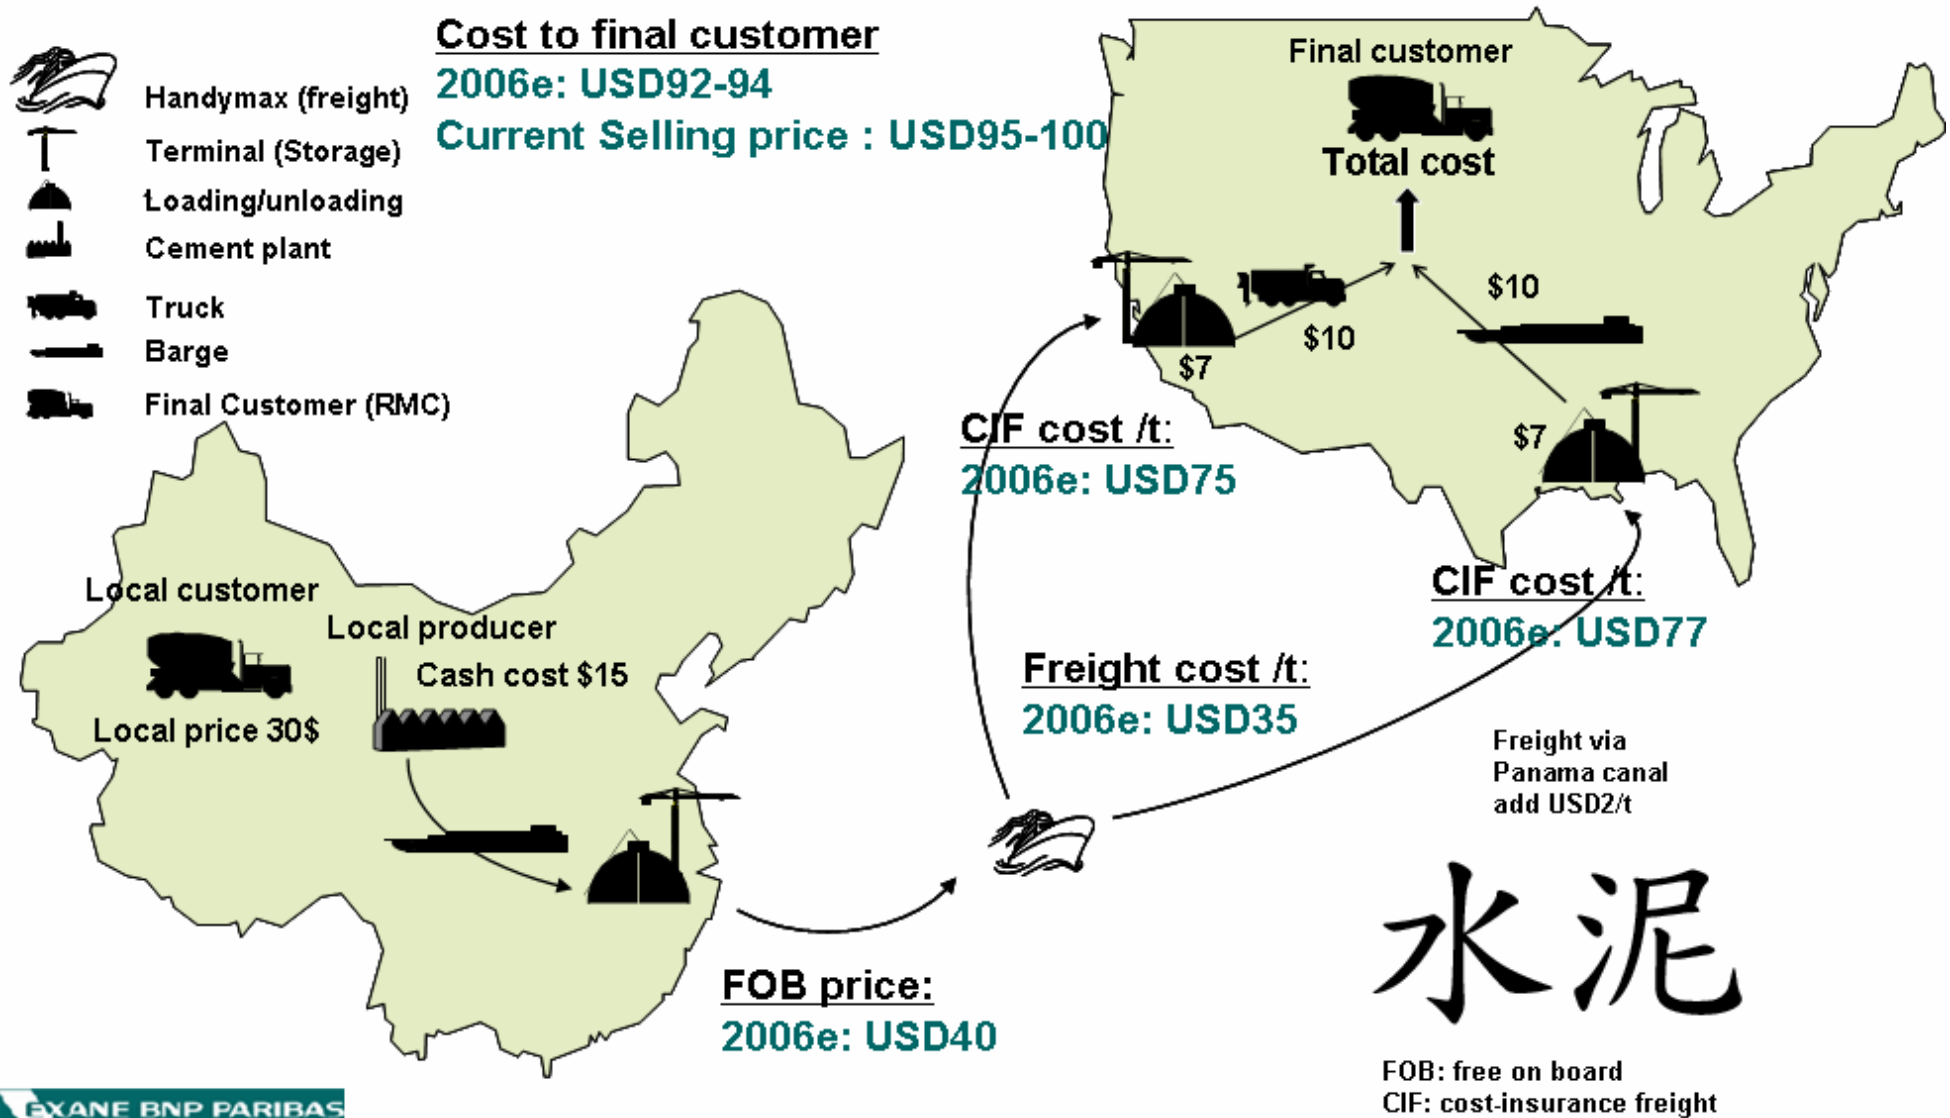 Cost to final customer
2006e: USD92-94
Current Selling price : USD95-100
Handymax (freight)
Terminal (Storage)
Loading/unloading
Cement plant
Truck
Barge
Final Customer (RMC)
Final customer
Total cost
$10
$10
$7
$7
CIF cost /t:
2006e: USD75
CIF cost /t:
2006e: USD77
Freight cost /t:
2006e: USD35
Freight via
Panama canal
add USD2/t
Local customer
Local price 30$
Local producer
Cash cost $15
FOB price:
2006e: USD40
水泥
FOB: free on board
CIF: cost-insurance freight
EXANE BNP PARIBAS